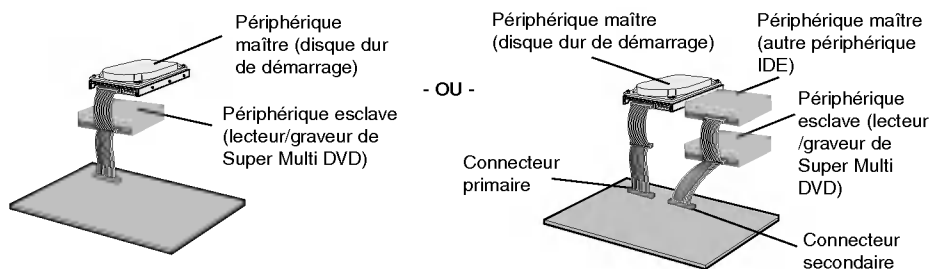 Périphérique
maître (disque dur
de démarrage)
Périphérique esclave
(lecteur/graveur de
Super Multi DVD)
- OU -
Périphérique maître
(disque dur de démarrage)
Périphérique maître
(autre périphérique
IDE)
Périphérique
esclave (lecteur
/graveur de
Super Multi
DVD)
Connecteur
primaire
Connecteur
secondaire